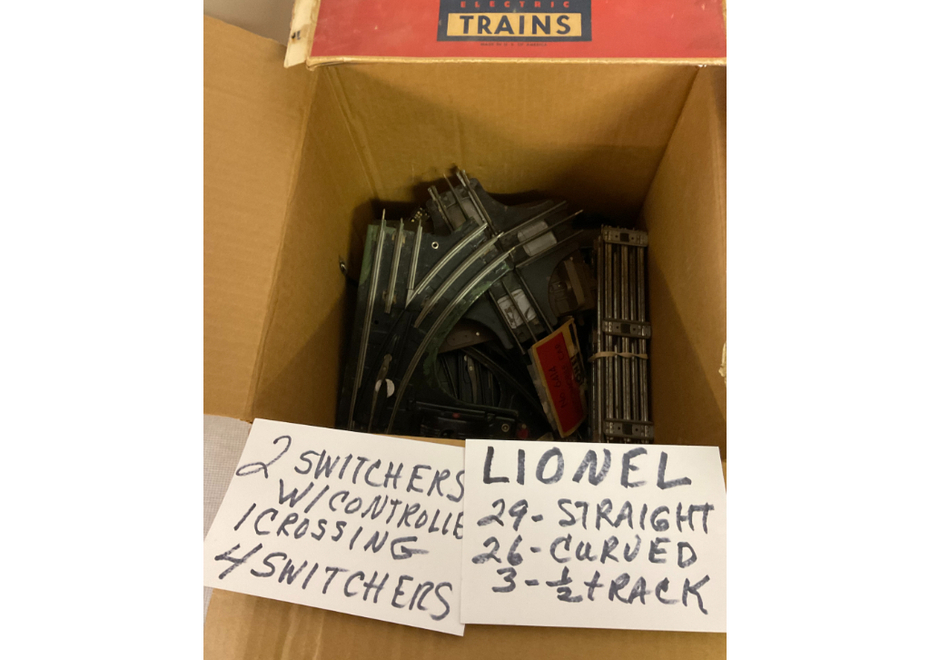 ELECTRIC
TRAINS
2 SWITCHERS
W/CONTROLLE
1 CROSSING
4 SWITCHERS
LIONEL
29- STRAIGHT
26- CURVED
3- ½ tRACK